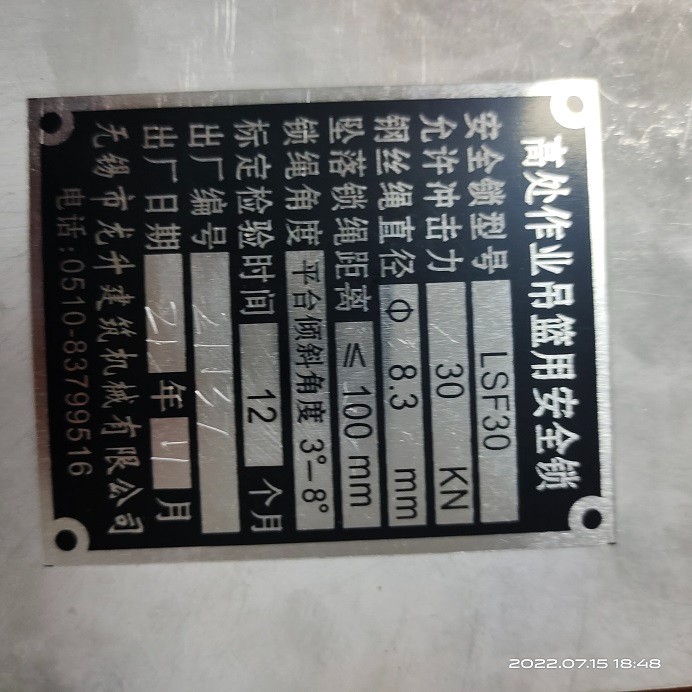 高处作业吊篮用安全锁
安全锁型号 LSF30
允许冲击力 30 KN
钢丝绳直径 Φ 8.3 mm
坠落锁绳距离 ≤ 100 mm
锁绳角度 平台倾斜角度 3°—8°
标定检验时间 12 个月
出厂编号
出厂日期 年 月
无锡市龙升建筑机械有限公司
电话:0510-83799516
2022.07.15 18:48